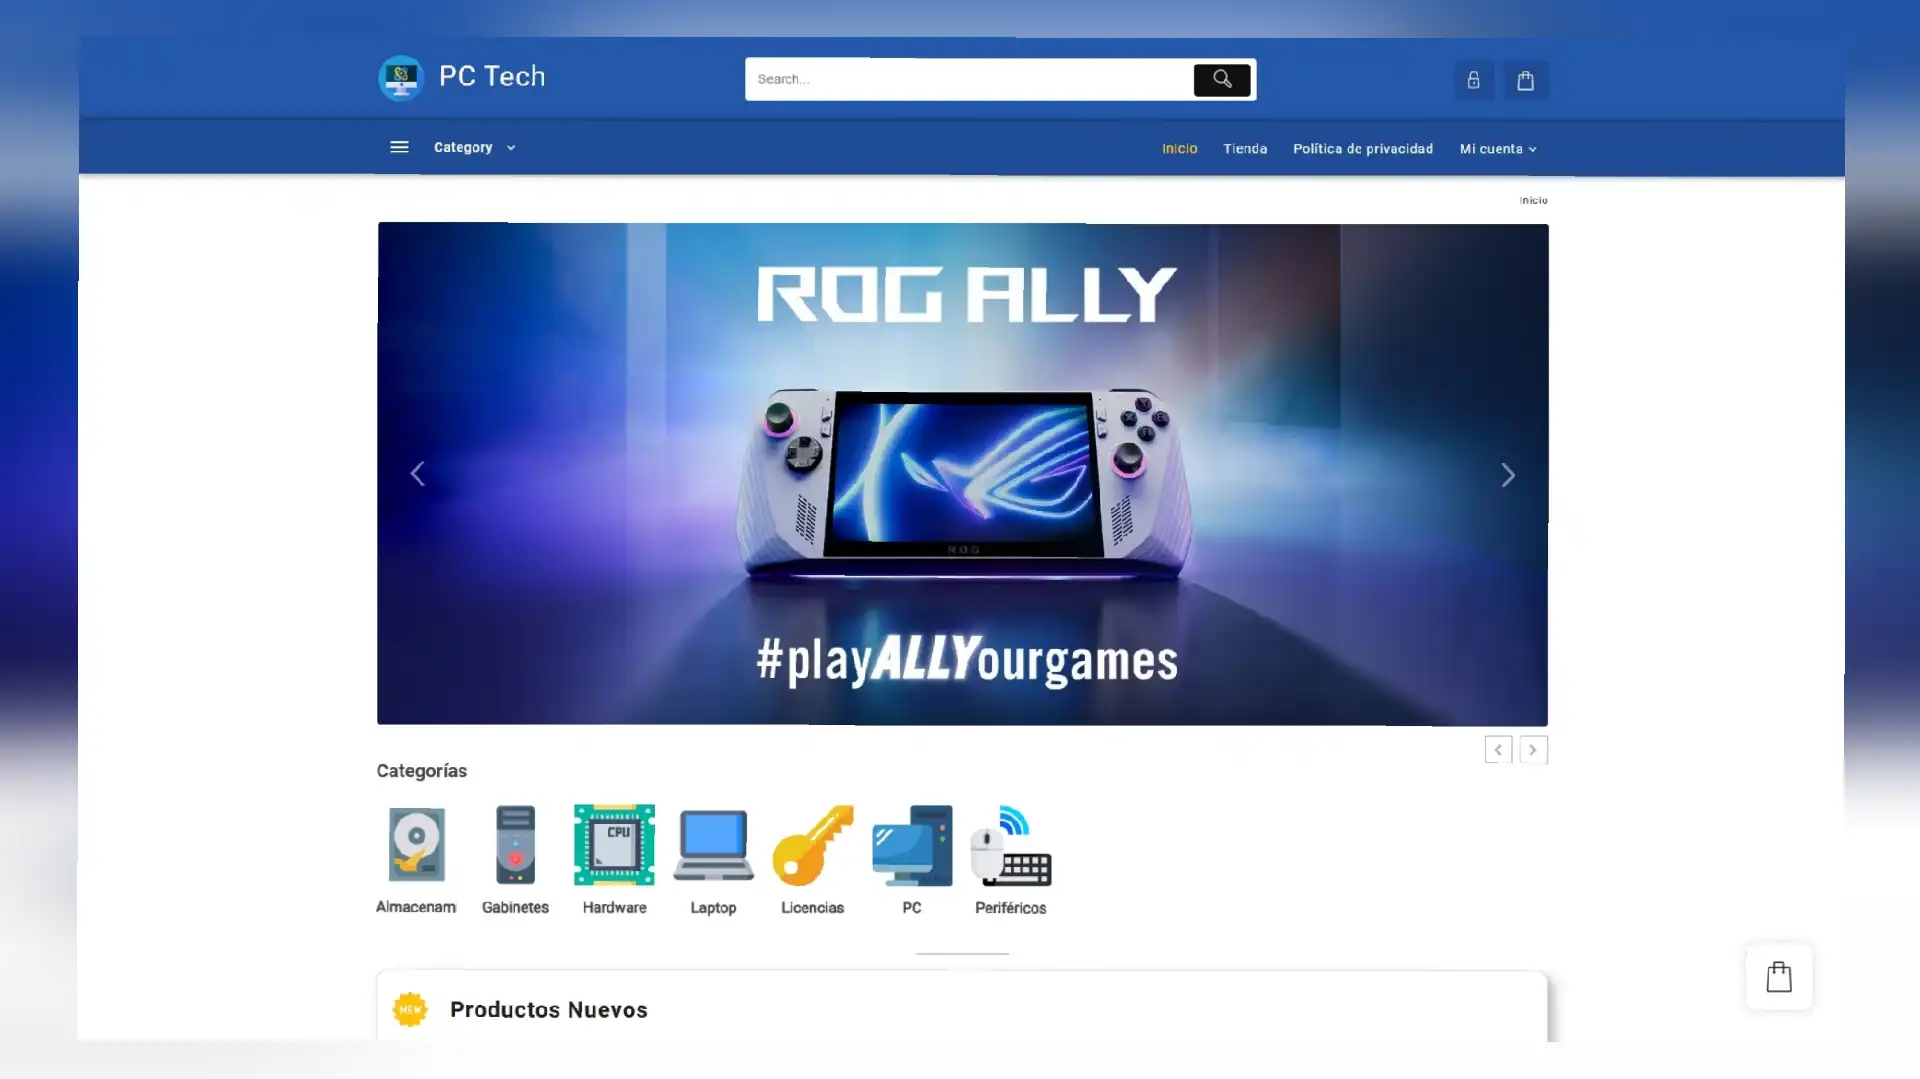 PC Tech
Search...
Category
Inicio
Tienda
Política de privacidad
Mi cuenta
Inicio
ROG ALLY
ROG
#playALLYourgames
Categorías
CPU
Almacenam
Gabinetes
Hardware
Laptop
Licencias
PC
Periféricos
NEW
Productos Nuevos